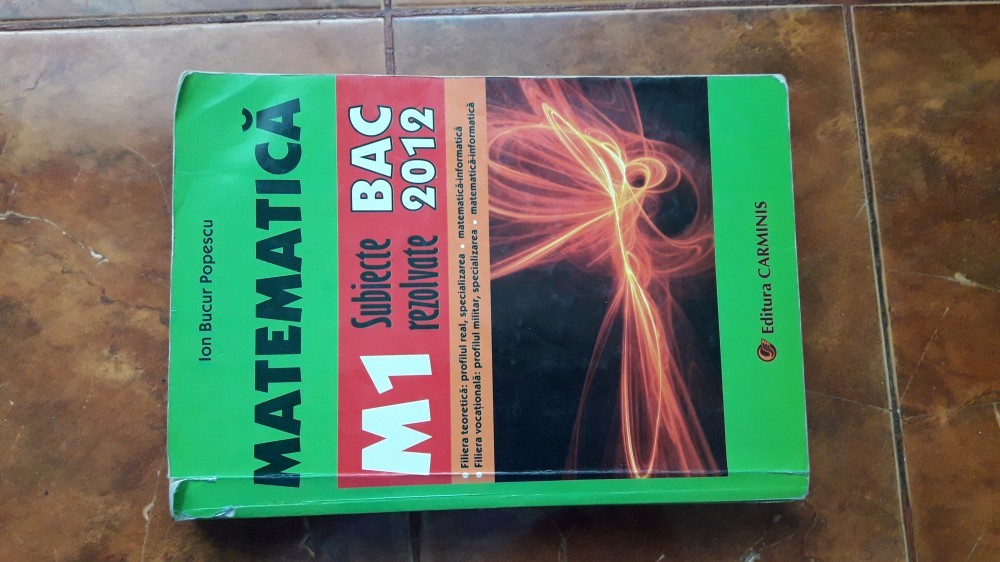 Ion Bucur Popescu
MATEMATICĂ
M1
Subiecte BAC
rezolvate 2012
• Filiera teoretică: profilul real, specializarea • matematică-informatică
• Filiera vocațională: profilul militar, specializarea • matematică-informatică
Editura CARMINIS